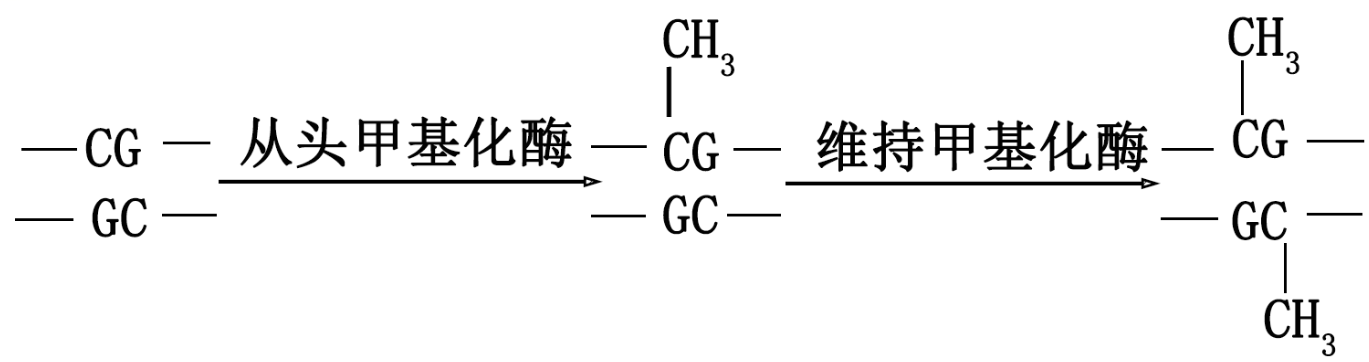 CH₃ CH₃
—CG— 从头甲基化酶 —CG— 维持甲基化酶 —CG—
—GC— —GC— —GC—
CH₃